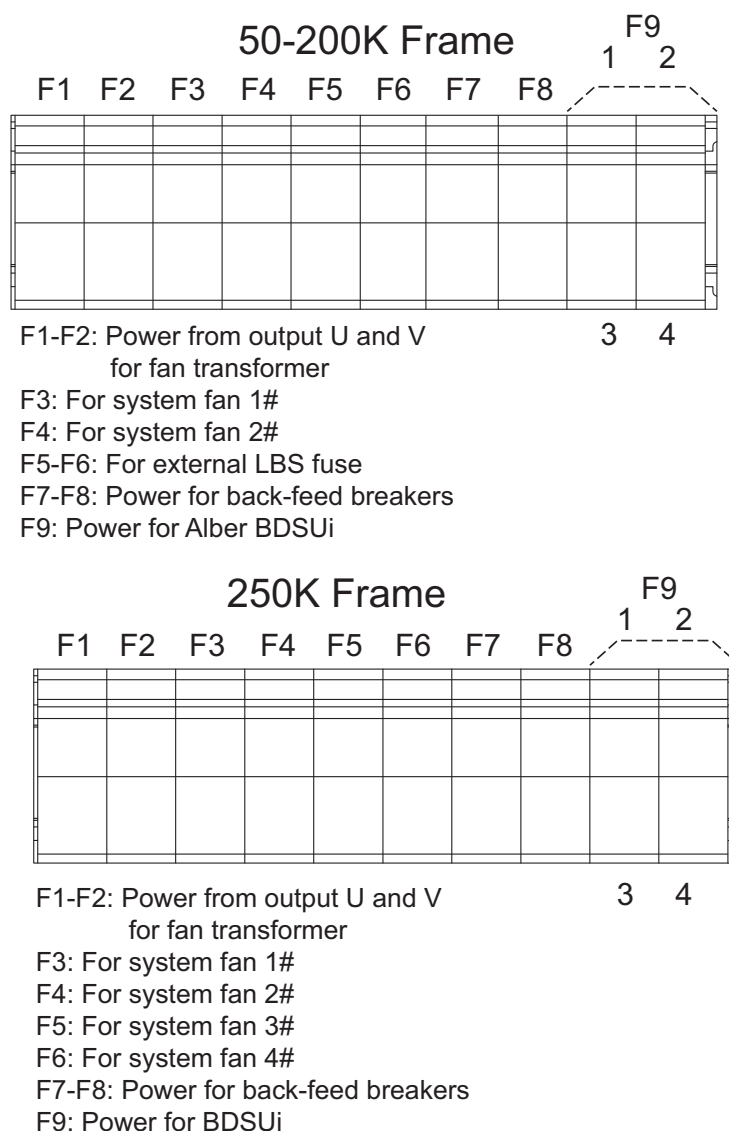 50-200K Frame
F9
1 2
F1 F2 F3 F4 F5 F6 F7 F8
3 4
F1-F2: Power from output U and V
for fan transformer
F3: For system fan 1#
F4: For system fan 2#
F5-F6: For external LBS fuse
F7-F8: Power for back-feed breakers
F9: Power for Alber BDSUi
250K Frame
F9
1 2
F1 F2 F3 F4 F5 F6 F7 F8
3 4
F1-F2: Power from output U and V
for fan transformer
F3: For system fan 1#
F4: For system fan 2#
F5: For system fan 3#
F6: For system fan 4#
F7-F8: Power for back-feed breakers
F9: Power for BDSUi